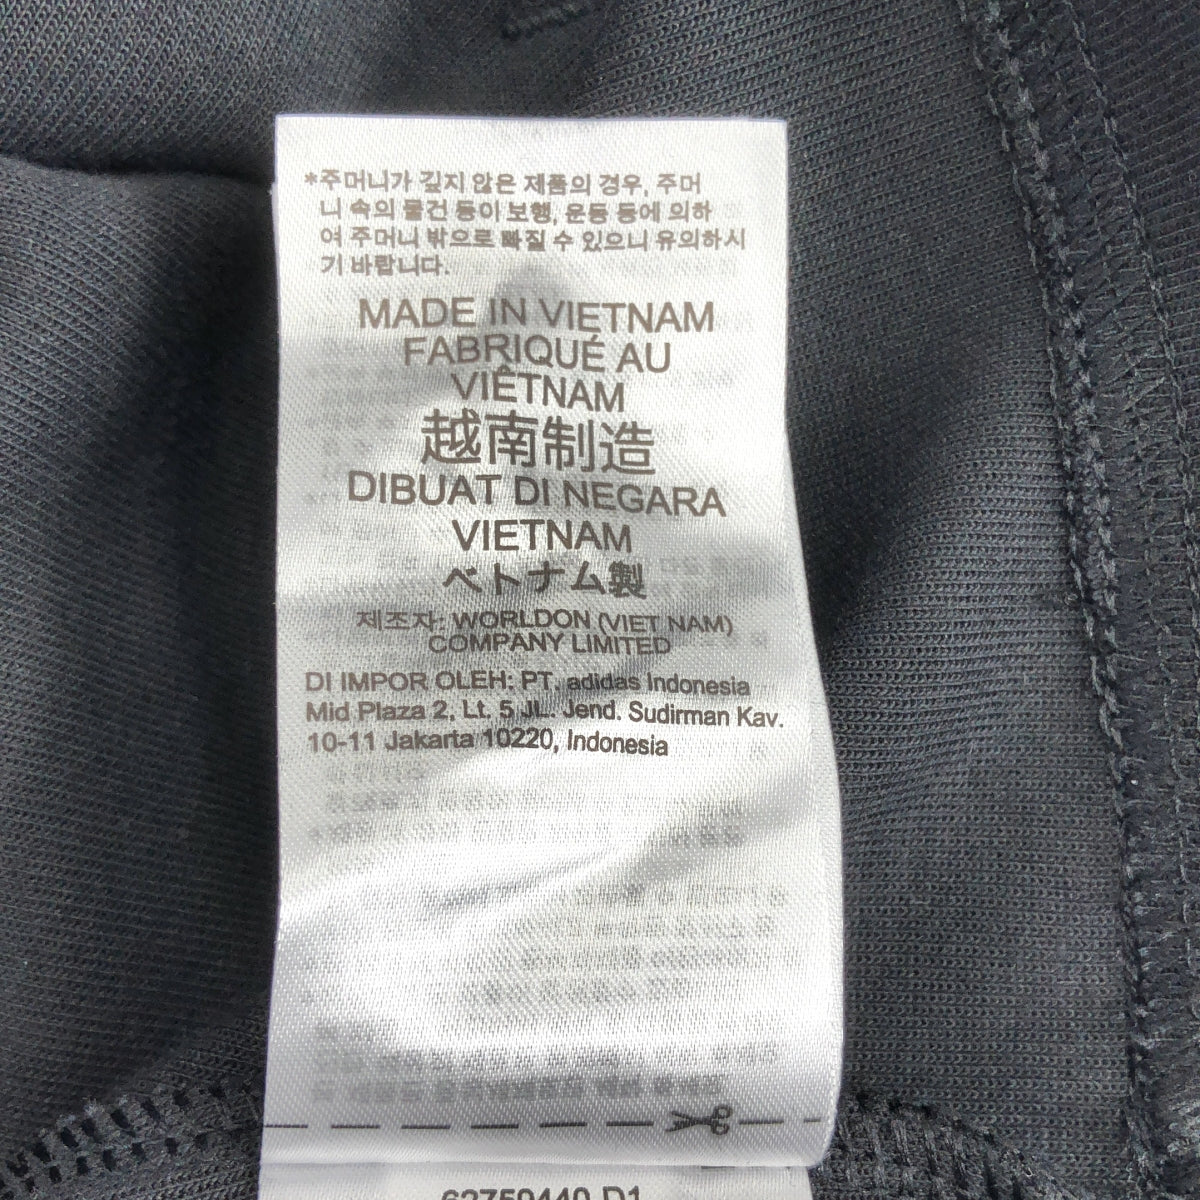 *주머니가 깊지 않은 제품의 경우, 주머
니 속의 물건 등이 보행, 운동 등에 의하
여 주머니 밖으로 빠질 수 있으니 유의하시
기 바랍니다.
MADE IN VIETNAM
FABRIQUÉ AU
VIÊTNAM
越南制造
DIBUAT DI NEGARA
VIETNAM
ベトナム製
제조자: WORLDON (VIET NAM)
COMPANY LIMITED
DI IMPOR OLEH: PT. adidas Indonesia
Mid Plaza 2, Lt. 5 JL. Jend. Sudirman Kav.
10-11 Jakarta 10220, Indonesia
62759440 D1